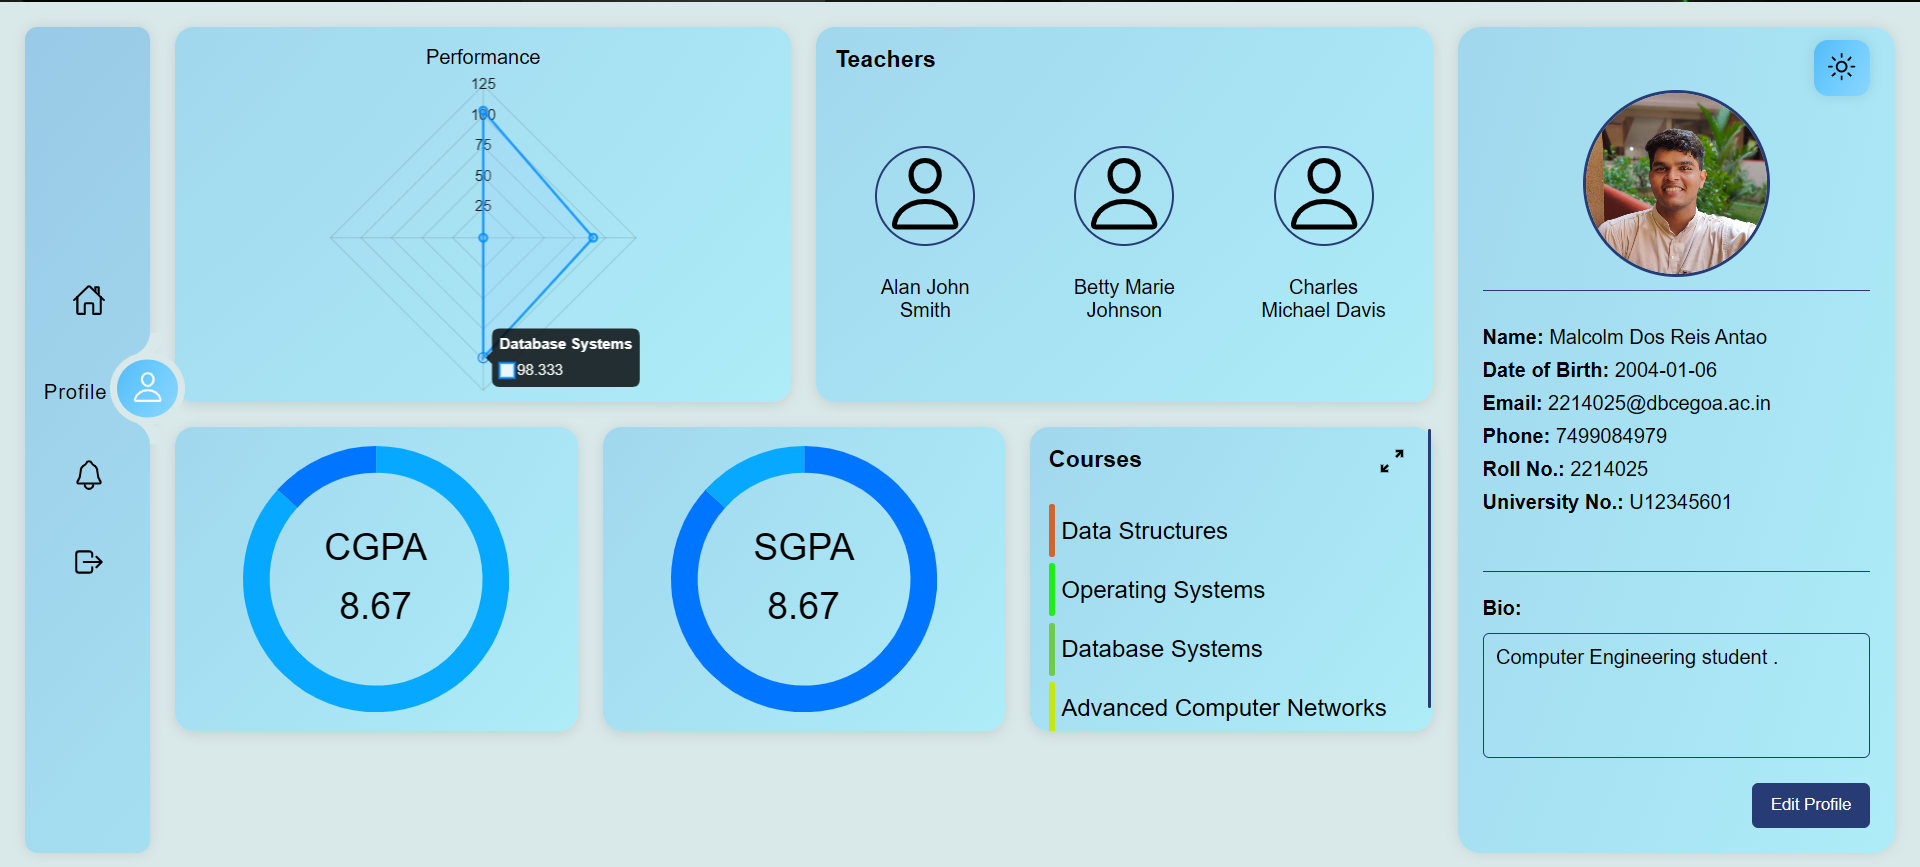 Profile
Performance
125
100
75
50
25
Database Systems
98.333
Teachers
Alan John
Smith
Betty Marie
Johnson
Charles
Michael Davis
CGPA
8.67
SGPA
8.67
Courses
Data Structures
Operating Systems
Database Systems
Advanced Computer Networks
Name: Malcolm Dos Reis Antao
Date of Birth: 2004-01-06
Email: 2214025@dbcegoa.ac.in
Phone: 7499084979
Roll No.: 2214025
University No.: U12345601
Bio:
Computer Engineering student .
Edit Profile